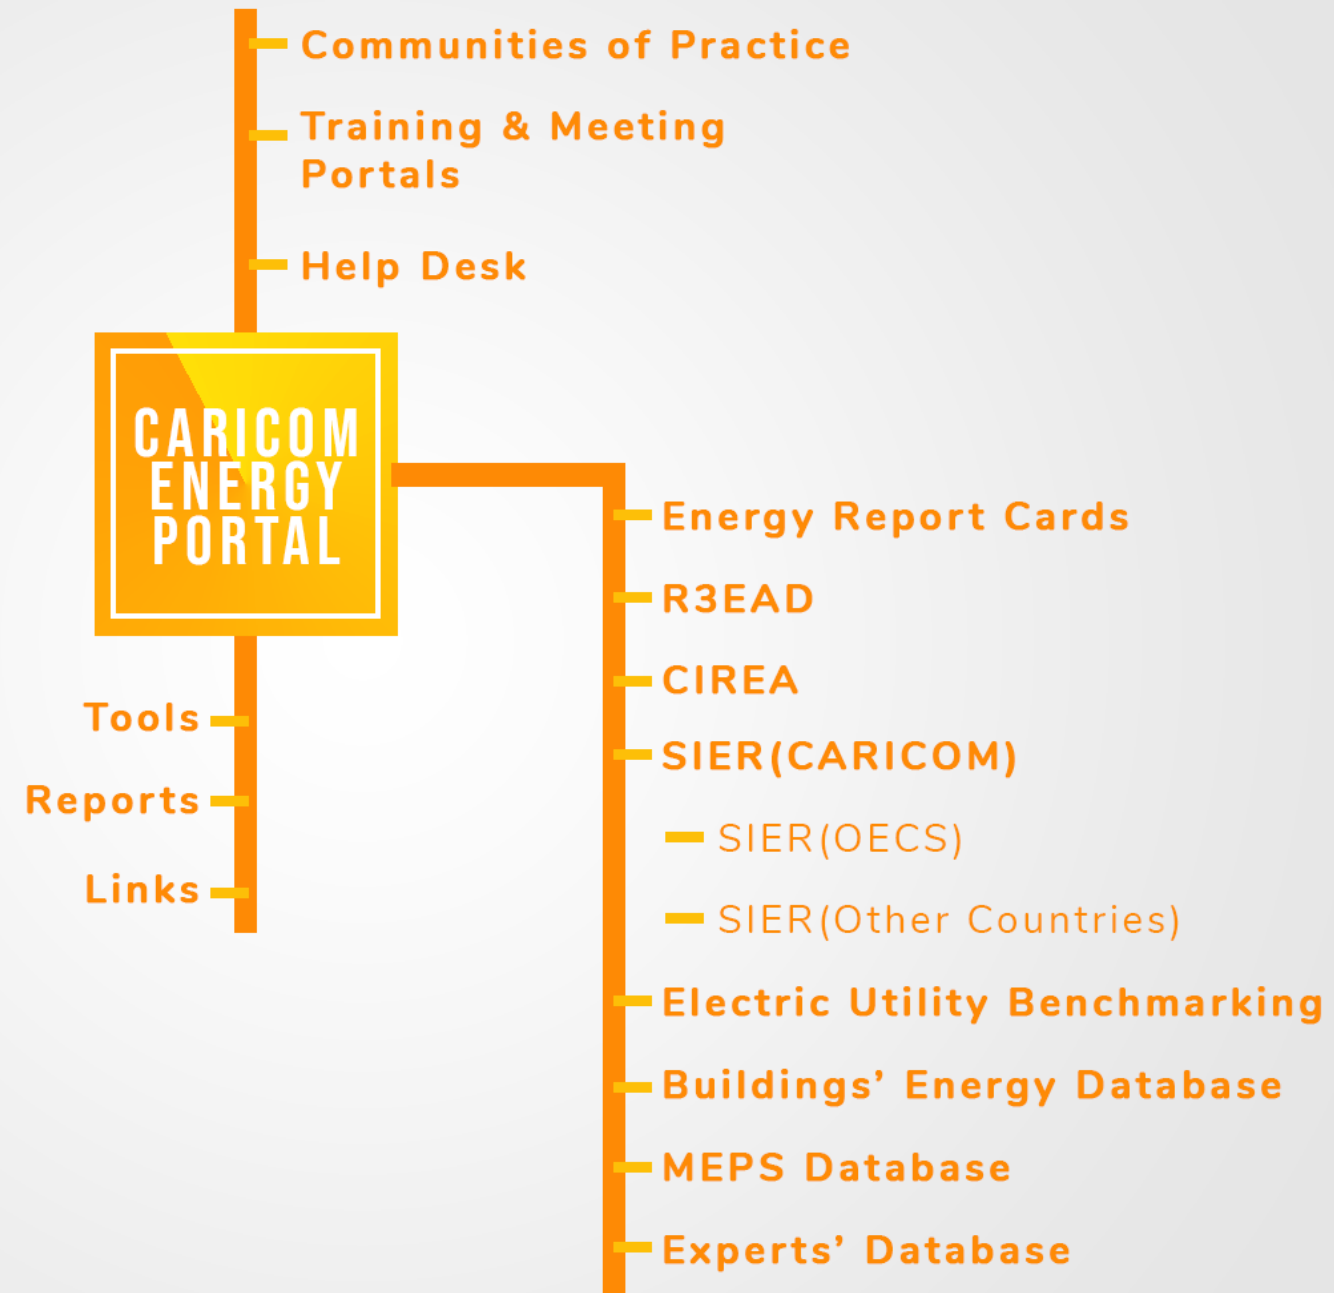 Communities of Practice
Training & Meeting
Portals
Help Desk
CARICOM
ENERGY
PORTAL
Tools
Reports
Links
Energy Report Cards
R3EAD
CIREA
SIER(CARICOM)
SIER(OECS)
SIER(Other Countries)
Electric Utility Benchmarking
Buildings’ Energy Database
MEPS Database
Experts’ Database